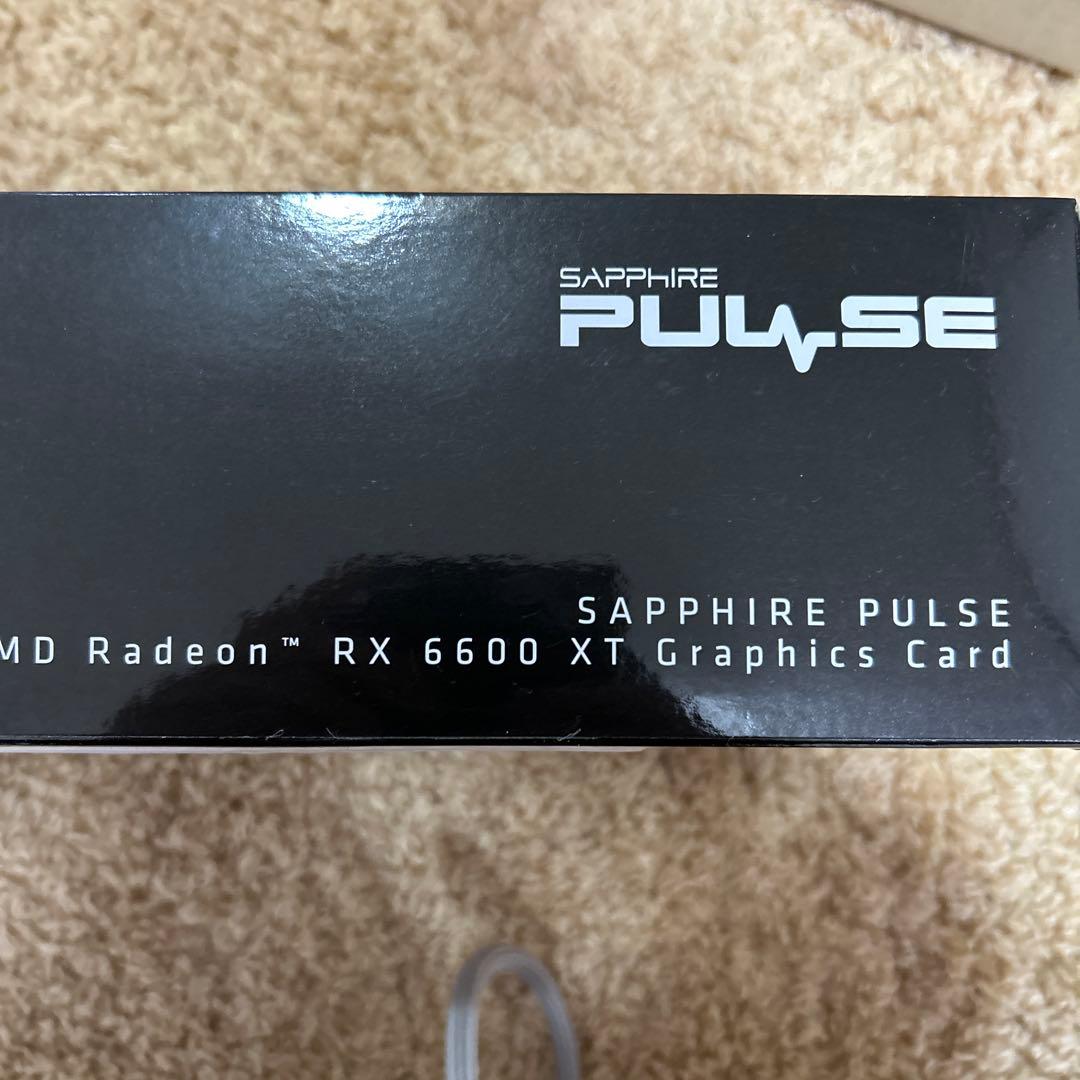 SAPPHIRE
PULSE
SAPPHIRE PULSE
MD Radeon™ RX 6600 XT Graphics Card